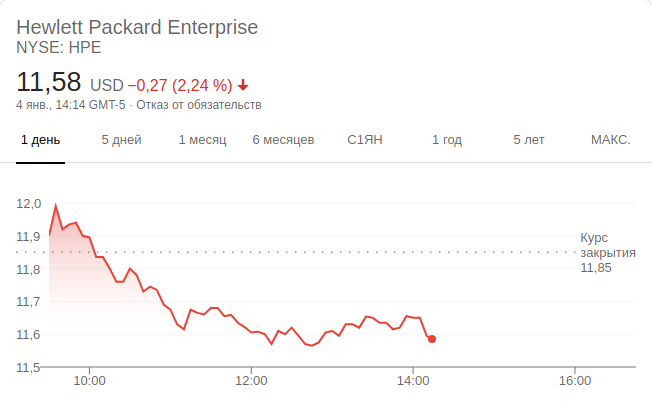 Hewlett Packard Enterprise
NYSE: HPE
11,58 USD −0,27 (2,24 %)
4 янв., 14:14 GMT-5 · Отказ от обязательств
1 день 5 дней 1 месяц 6 месяцев С1ЯН 1 год 5 лет МАКС.
12,0
11,9
Курс
закрытия
11,85
11,8
11,7
11,6
11,5
10:00 12:00 14:00 16:00